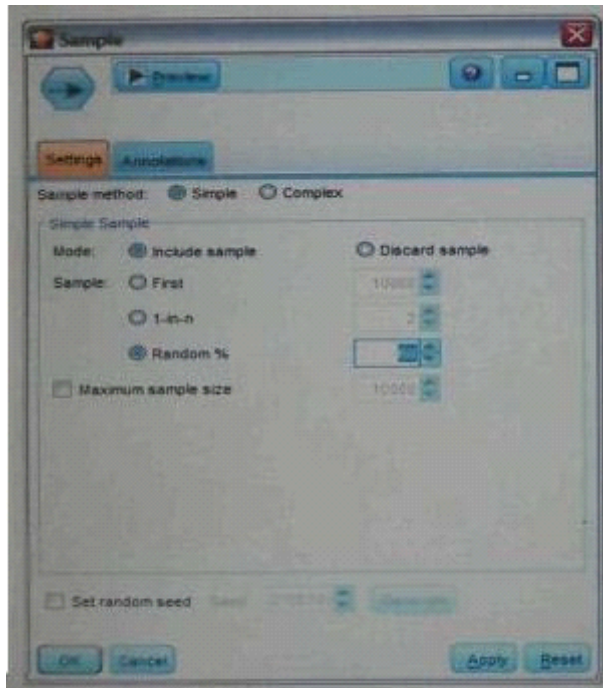 Sample
Preview
Settings Annotations
Sample method: Simple Complex
Simple Sample
Mode: Include sample Discard sample
Sample: First 10000
1-in-n 2
Random %
Maximum sample size 10000
Set random seed Seed Generate
OK Cancel Apply Reset